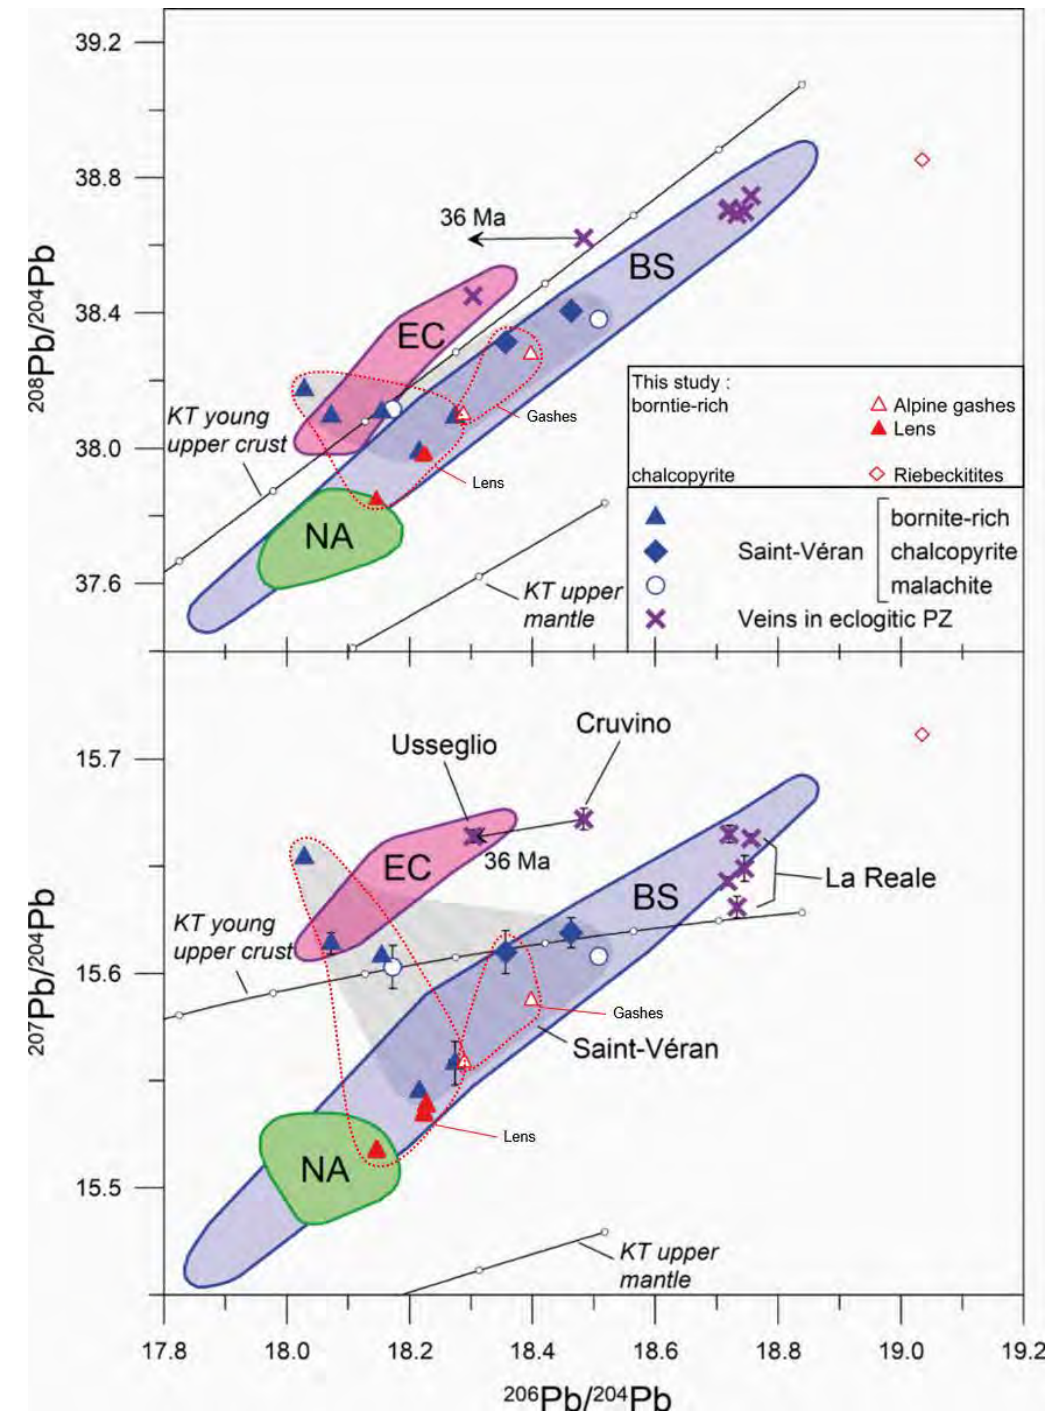 39.2
38.8
38.4
38.0
37.6
²⁰⁸Pb/²⁰⁴Pb
36 Ma
BS
EC
NA
KT young
upper crust
Gashes
Lens
KT upper
mantle
This study :
borntie-rich
Alpine gashes
Lens
chalcopyrite
Riebeckitites
bornite-rich
Saint-Véran
chalcopyrite
malachite
Veins in eclogitic PZ
15.7
15.6
15.5
²⁰⁷Pb/²⁰⁴Pb
Cruvino
Usseglio
36 Ma
EC
BS
La Reale
KT young
upper crust
Gashes
Saint-Véran
Lens
NA
KT upper
mantle
17.8
18.0
18.2
18.4
18.6
18.8
19.0
19.2
²⁰⁶Pb/²⁰⁴Pb